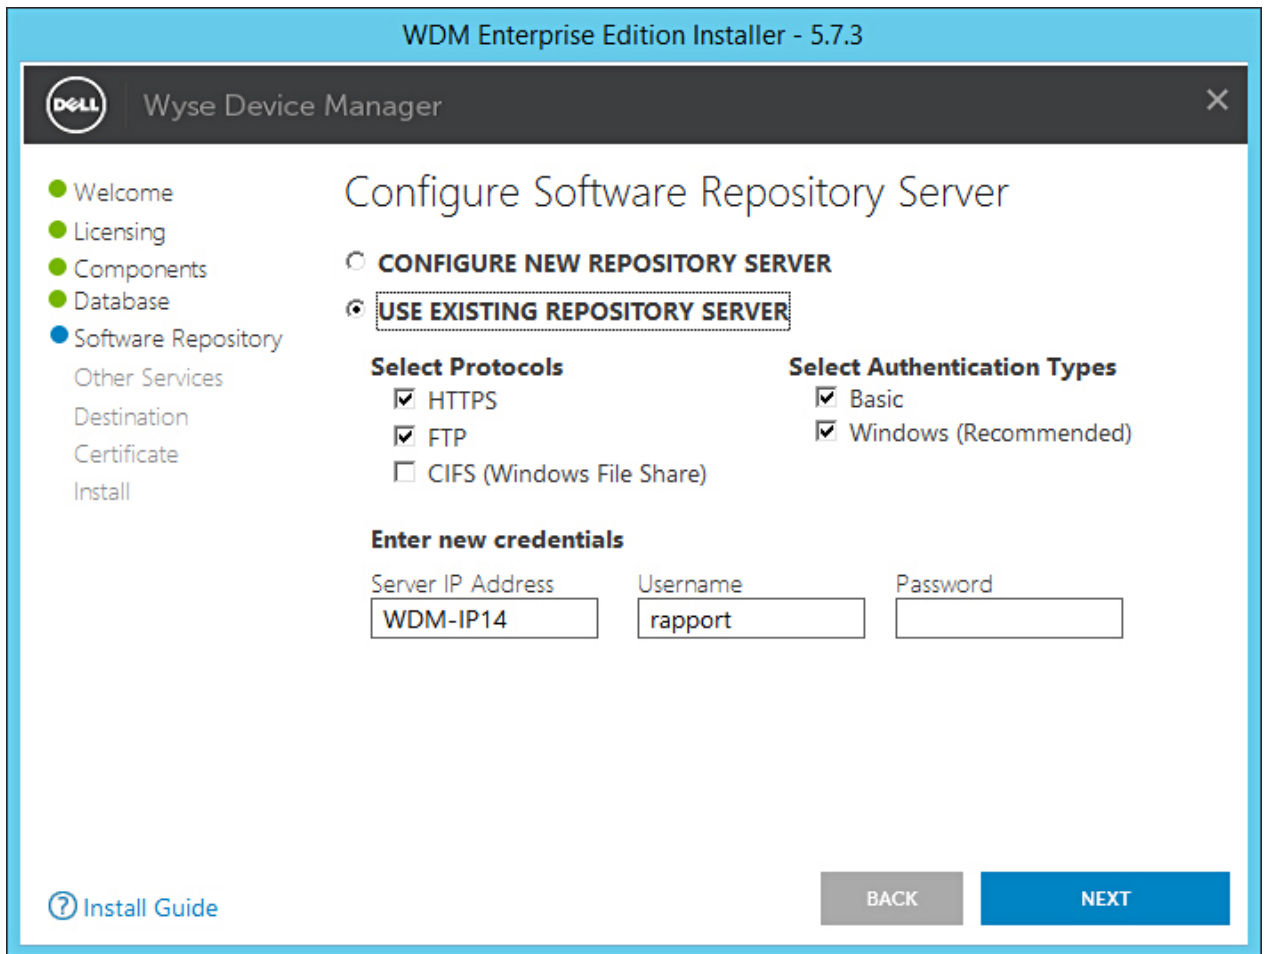 WDM Enterprise Edition Installer - 5.7.3
DELL
Wyse Device Manager
Welcome
Licensing
Components
Database
Software Repository
Other Services
Destination
Certificate
Install
Configure Software Repository Server
CONFIGURE NEW REPOSITORY SERVER
USE EXISTING REPOSITORY SERVER
Select Protocols
HTTPS
FTP
CIFS (Windows File Share)
Select Authentication Types
Basic
Windows (Recommended)
Enter new credentials
Server IP Address
WDM-IP14
Username
rapport
Password
? Install Guide
BACK
NEXT